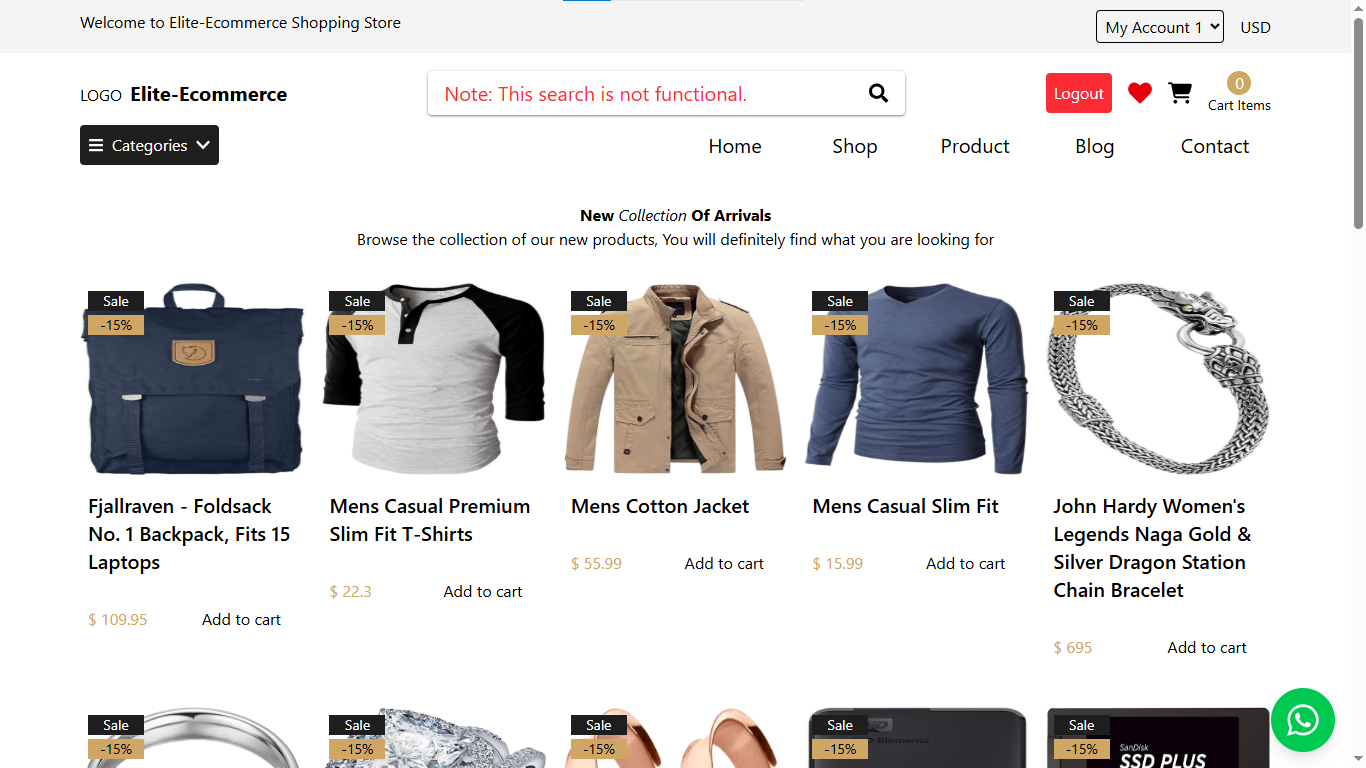 Welcome to Elite-Ecommerce Shopping Store
My Account 1
USD
LOGO Elite-Ecommerce
Note: This search is not functional.
Logout
0
Cart Items
Categories
Home
Shop
Product
Blog
Contact
New Collection Of Arrivals
Browse the collection of our new products, You will definitely find what you are looking for
Sale
-15%
Sale
-15%
Sale
-15%
Sale
-15%
Sale
-15%
Fjallraven - Foldsack
No. 1 Backpack, Fits 15
Laptops
$ 109.95
Add to cart
Mens Casual Premium
Slim Fit T-Shirts
$ 22.3
Add to cart
Mens Cotton Jacket
$ 55.99
Add to cart
Mens Casual Slim Fit
$ 15.99
Add to cart
John Hardy Women's
Legends Naga Gold &
Silver Dragon Station
Chain Bracelet
$ 695
Add to cart
Sale
-15%
Sale
-15%
Sale
-15%
Sale
-15%
Elements
Sale
-15%
SanDisk
SSD PLUS